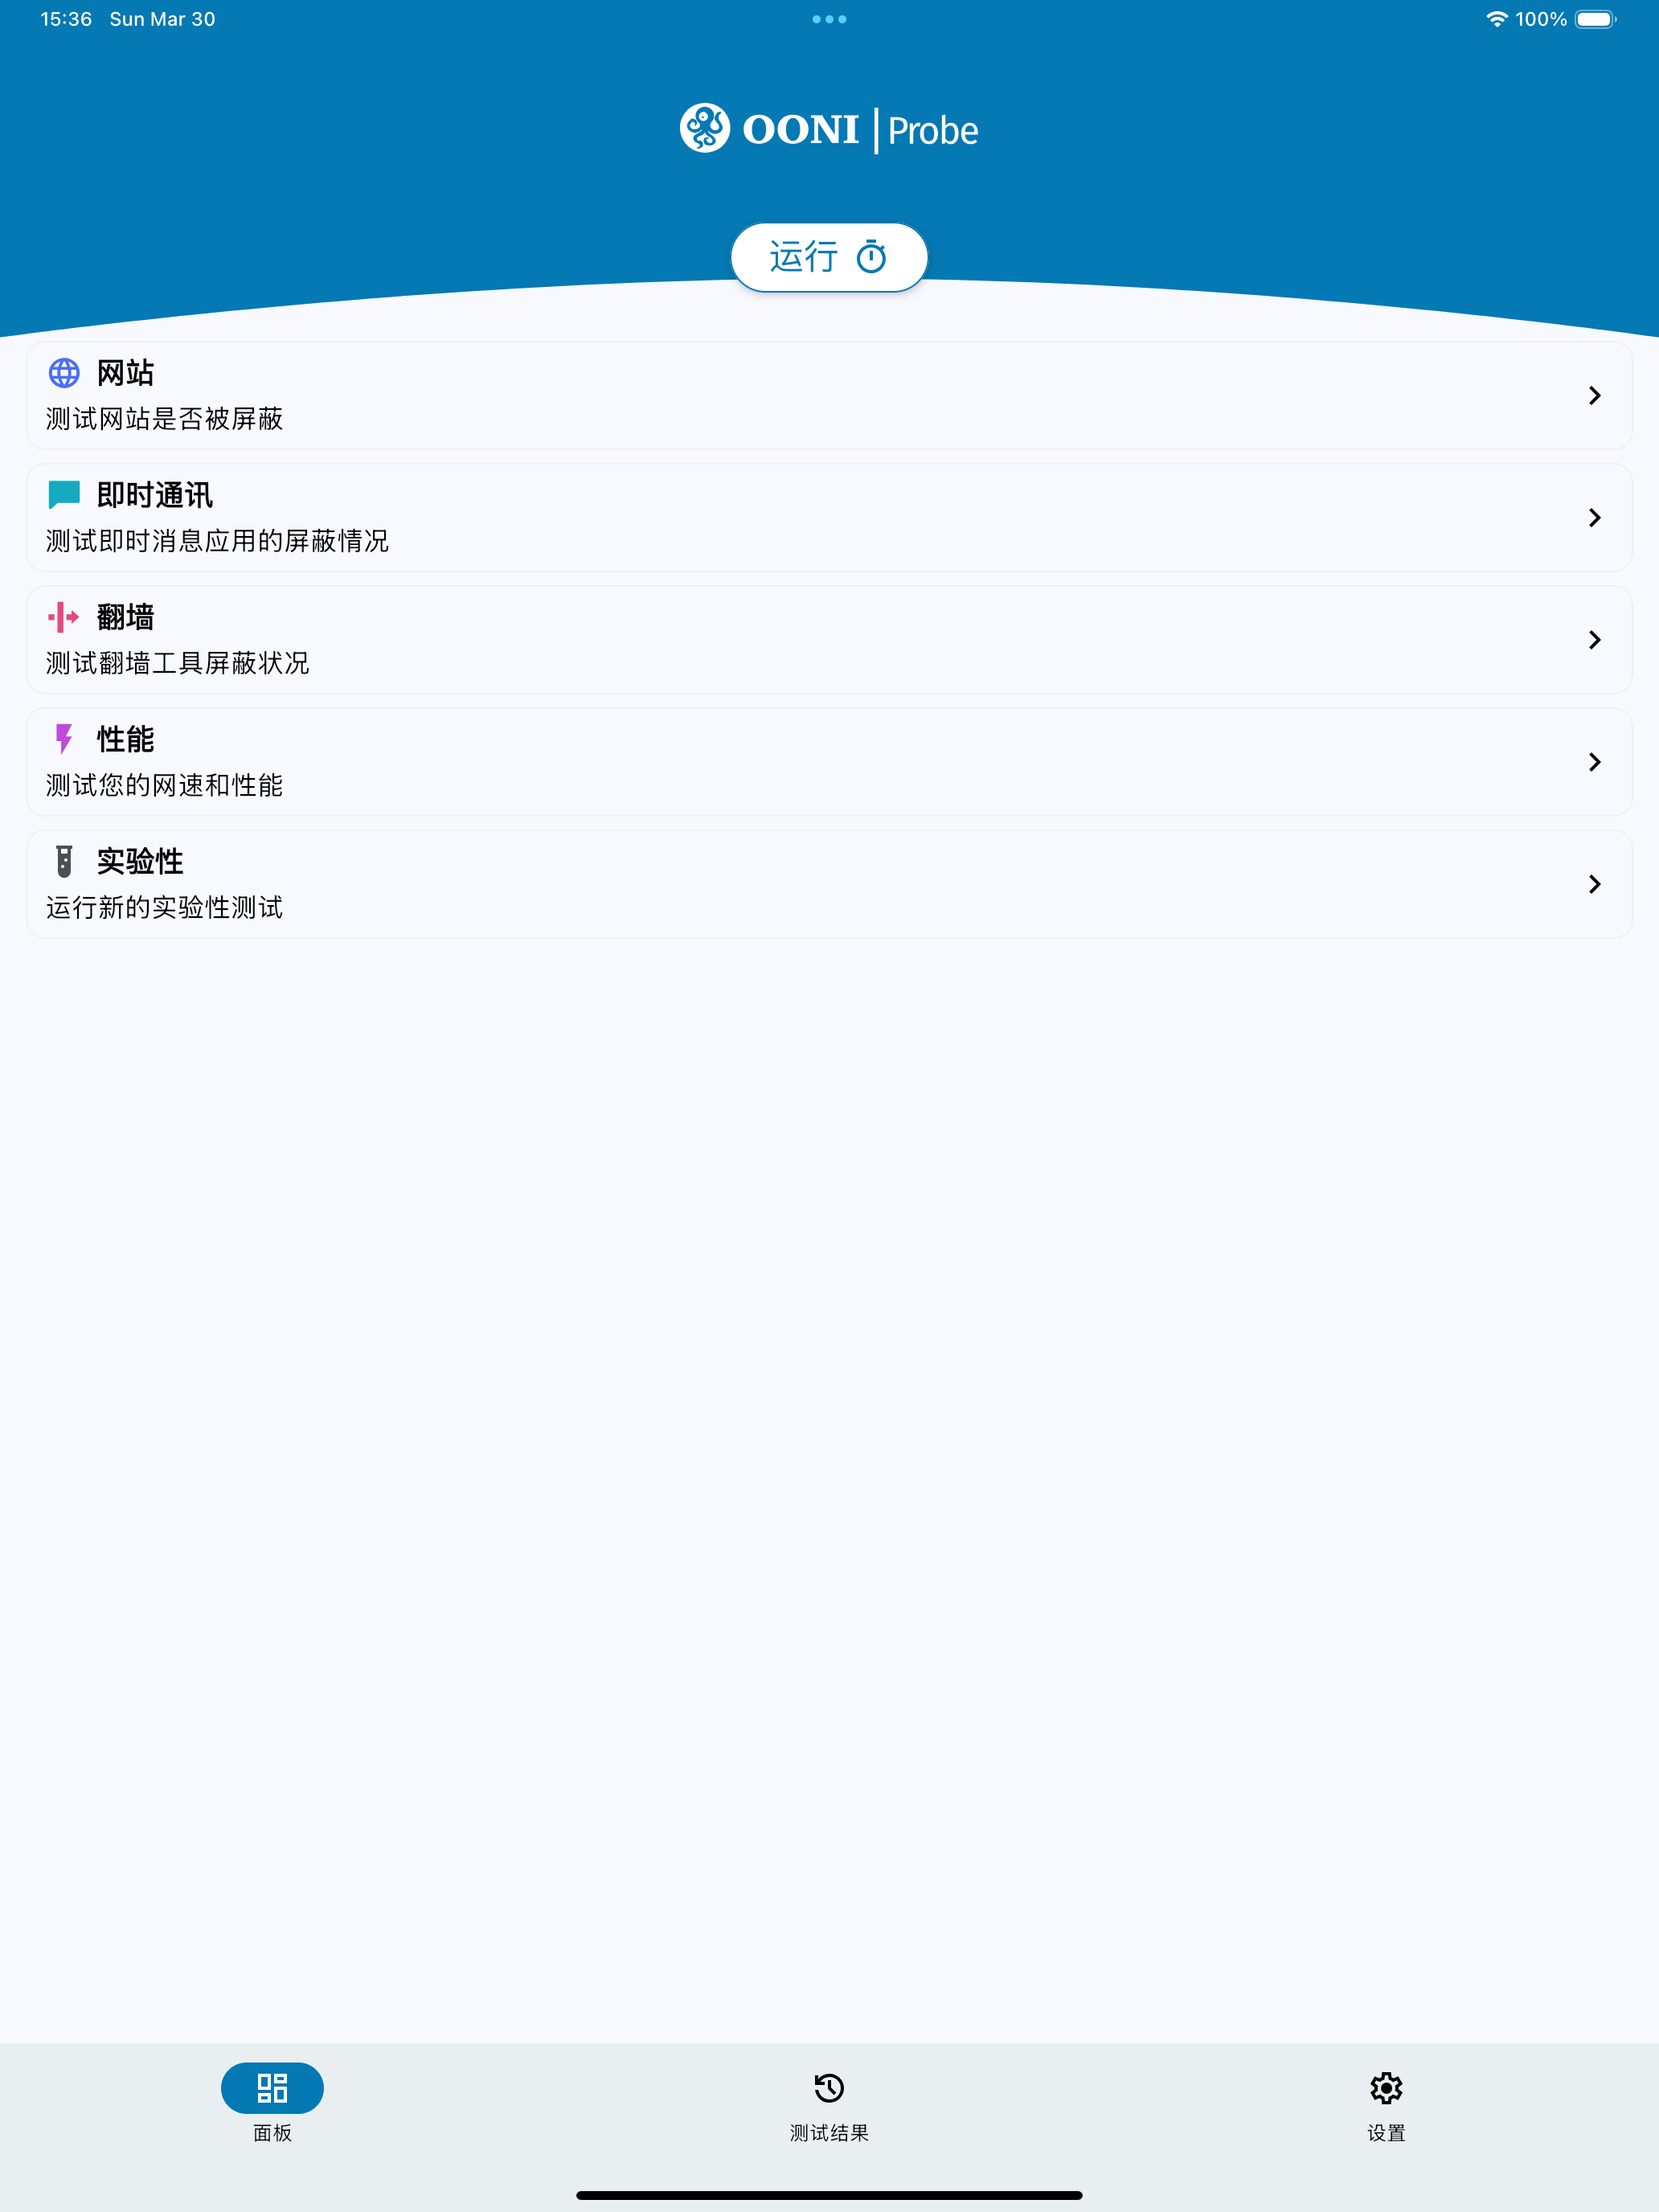 15:36 Sun Mar 30
100%
OONI | Probe
运行
网站
测试网站是否被屏蔽
即时通讯
测试即时消息应用的屏蔽情况
翻墙
测试翻墙工具屏蔽状况
性能
测试您的网速和性能
实验性
运行新的实验性测试
面板
测试结果
设置